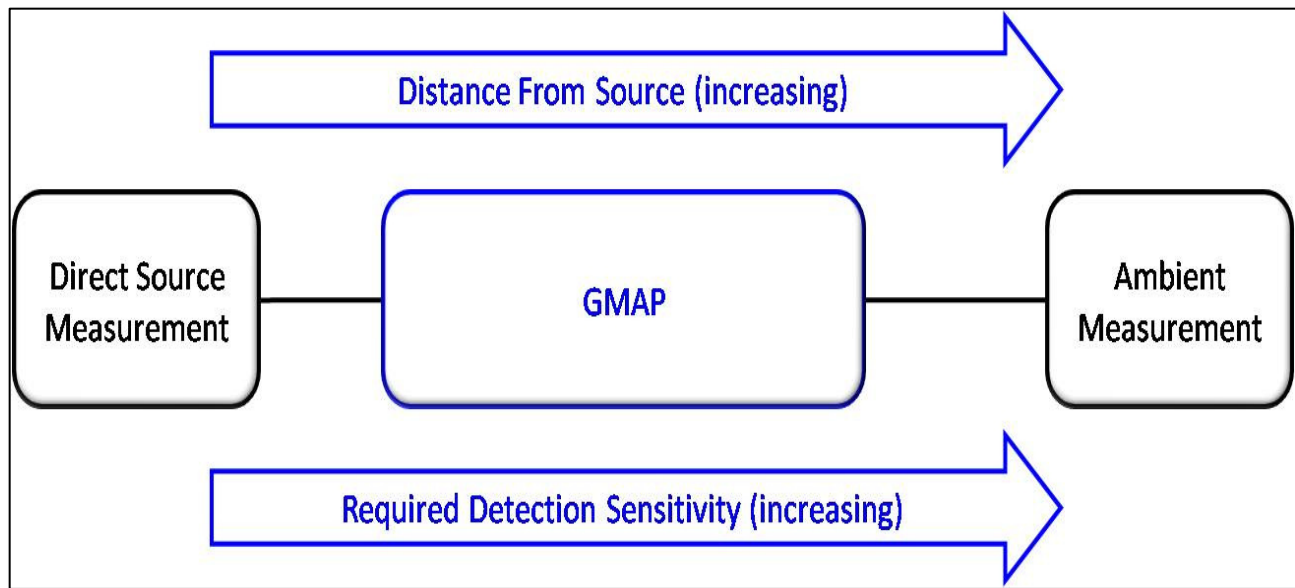 Distance From Source (increasing)
Direct Source
Measurement
GMAP
Ambient
Measurement
Required Detection Sensitivity (increasing)